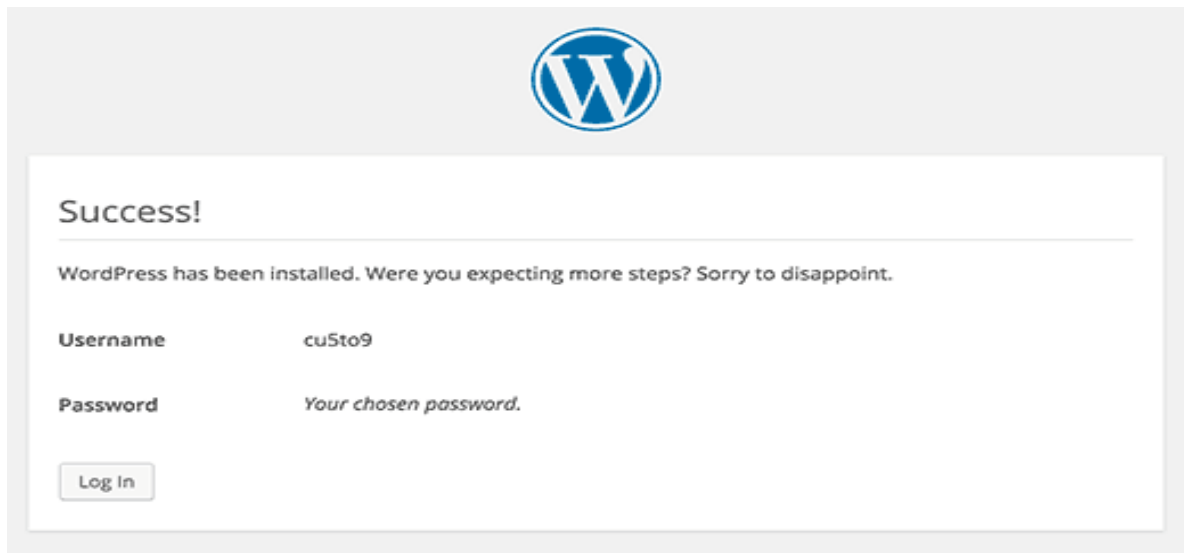 Success!
WordPress has been installed. Were you expecting more steps? Sorry to disappoint.
Username cu5to9
Password Your chosen password.
Log In